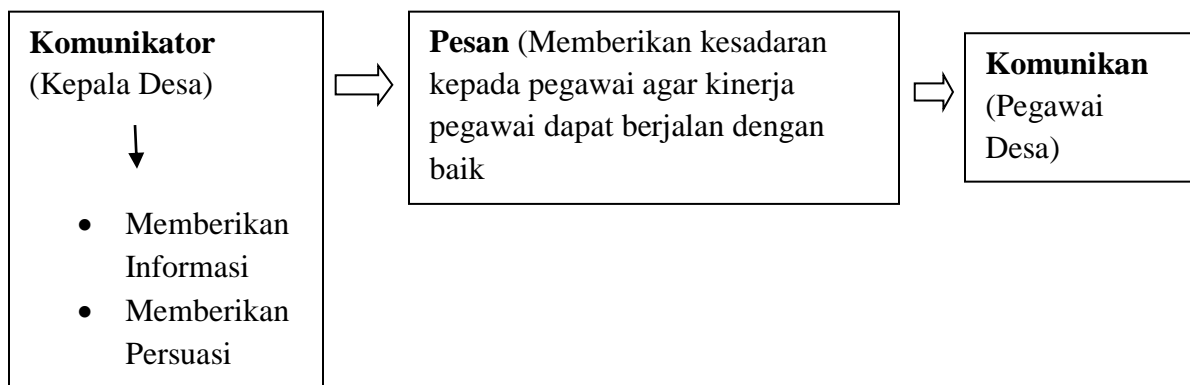 Komunikator
(Kepala Desa)
• Memberikan
Informasi
• Memberikan
Persuasi
Pesan (Memberikan kesadaran
kepada pegawai agar kinerja
pegawai dapat berjalan dengan
baik
Komunikan
(Pegawai
Desa)